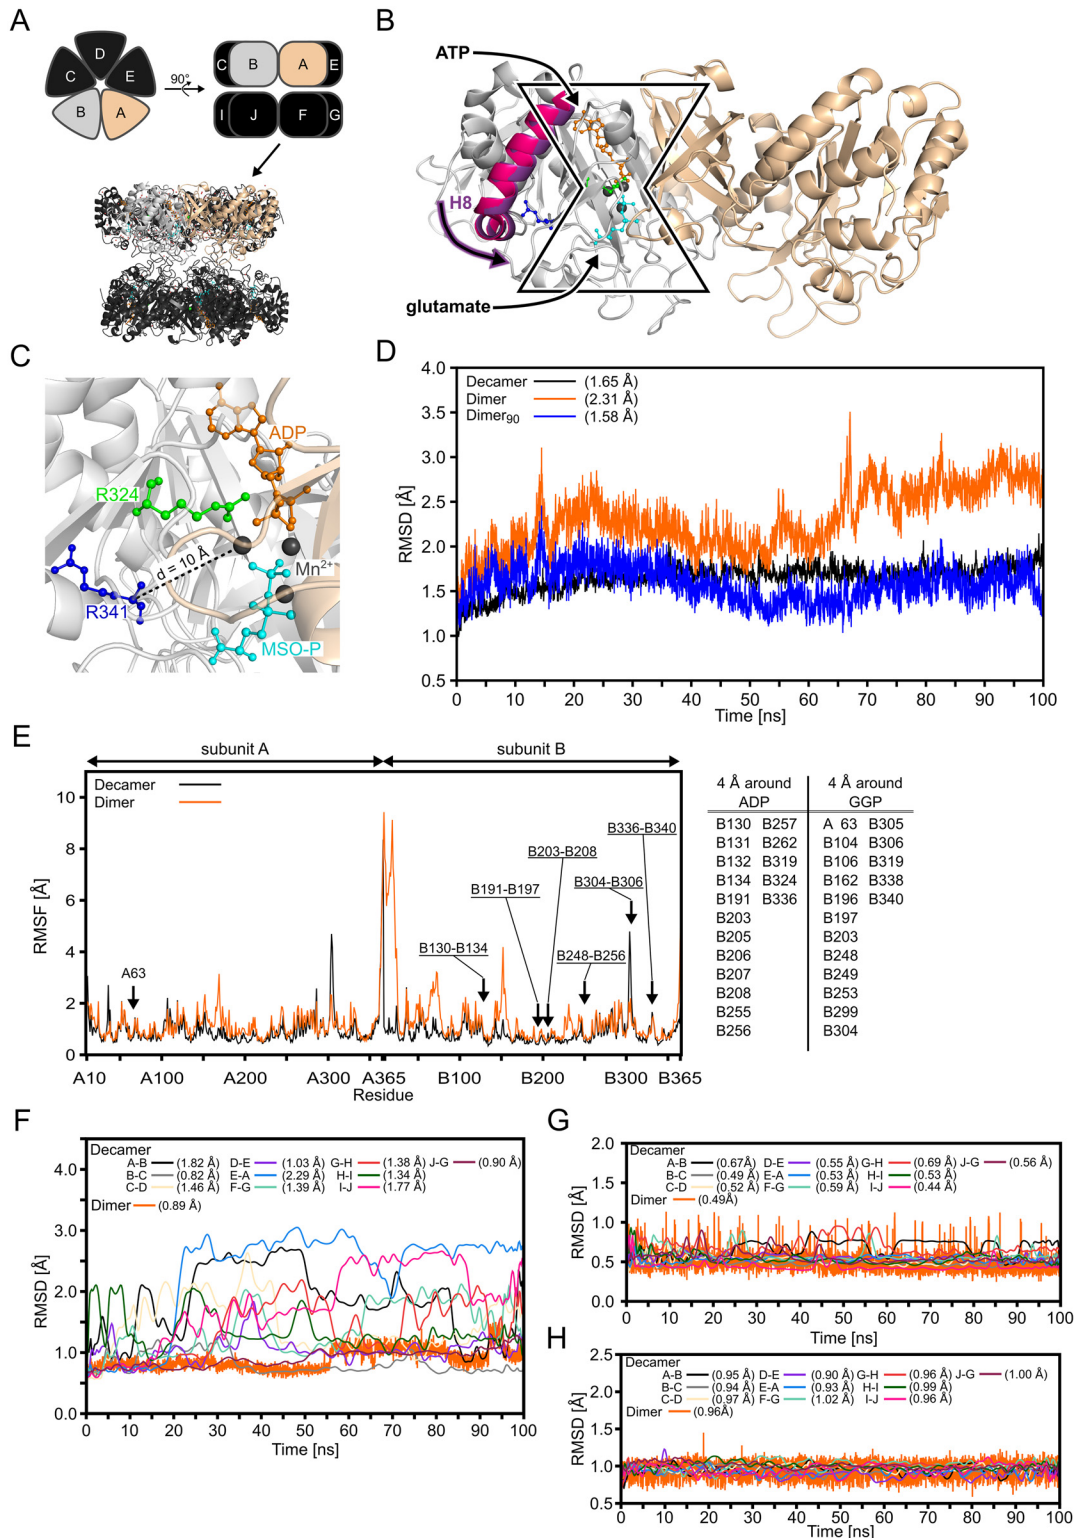 A
D
C
E
B
A
90°
C
B
A
E
I
J
F
G
B
ATP
H8
glutamate
C
ADP
R324
d = 10 Å
Mn2+
R341
MSO-P
D
4.0
3.5
3.0
2.5
2.0
1.5
1.0
0.5
RMSD [Å]
Decamer (1.65 Å)
Dimer (2.31 Å)
Dimer90 (1.58 Å)
0 10 20 30 40 50 60 70 80 90 100
Time [ns]
E
subunit A subunit B
Decamer
Dimer
10
8
6
4
2
0
RMSF [Å]
A63
B130-B134
B191-B197
B203-B208
B248-B256
B304-B306
B336-B340
A10 A100 A200 A300 A365 B100 B200 B300 B365
Residue
4 Å around 4 Å around
ADP GGP
B130 B257 A 63 B305
B131 B262 B104 B306
B132 B319 B106 B319
B134 B324 B162 B338
B191 B336 B196 B340
B203 B197
B205 B203
B206 B248
B207 B249
B208 B253
B255 B299
B256 B304
F
Decamer
A-B (1.82 Å) D-E (1.03 Å) G-H (1.38 Å) J-G (0.90 Å)
B-C (0.82 Å) E-A (2.29 Å) H-I (1.34 Å)
C-D (1.46 Å) F-G (1.39 Å) I-J (1.77 Å)
Dimer (0.89 Å)
4.0
3.0
2.0
1.0
0.0
RMSD [Å]
0 10 20 30 40 50 60 70 80 90 100
Time [ns]
G
Decamer
A-B (0.67Å) D-E (0.55 Å) G-H (0.69 Å) J-G (0.56 Å)
B-C (0.49 Å) E-A (0.53 Å) H-I (0.53 Å)
C-D (0.52 Å) F-G (0.59 Å) I-J (0.44 Å)
Dimer (0.49Å)
2.0
1.5
1.0
0.5
0.0
RMSD [Å]
0 10 20 30 40 50 60 70 80 90 100
Time [ns]
H
Decamer
A-B (0.95 Å) D-E (0.90 Å) G-H (0.96 Å) J-G (1.00 Å)
B-C (0.94 Å) E-A (0.93 Å) H-I (0.99 Å)
C-D (0.97 Å) F-G (1.02 Å) I-J (0.96 Å)
Dimer (0.96Å)
2.5
2.0
1.5
1.0
0.5
RMSD [Å]
0 10 20 30 40 50 60 70 80 90 100
Time [ns]